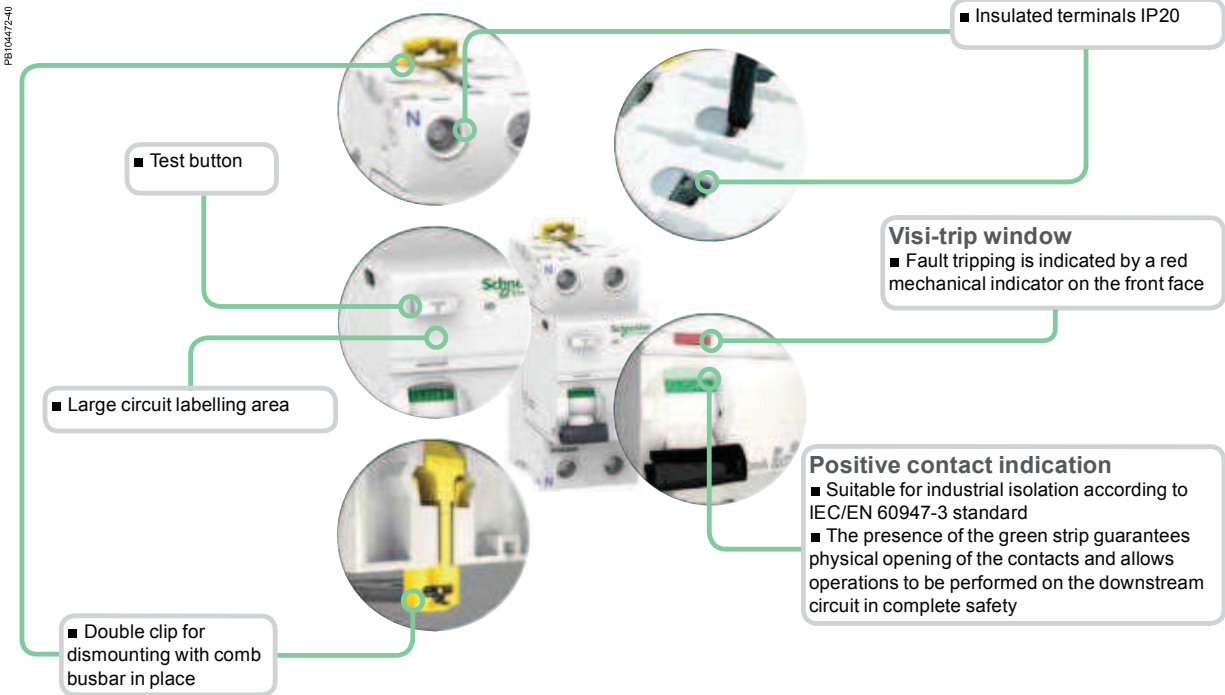 PB104472-40
■ Insulated terminals IP20
N
■ Test button
Visi-trip window
■ Fault tripping is indicated by a red
mechanical indicator on the front face
Schne
N
Schneider
■ Large circuit labelling area
Positive contact indication
■ Suitable for industrial isolation according to
IEC/EN 60947-3 standard
■ The presence of the green strip guarantees
physical opening of the contacts and allows
operations to be performed on the downstream
circuit in complete safety
N
■ Double clip for
dismounting with comb
busbar in place